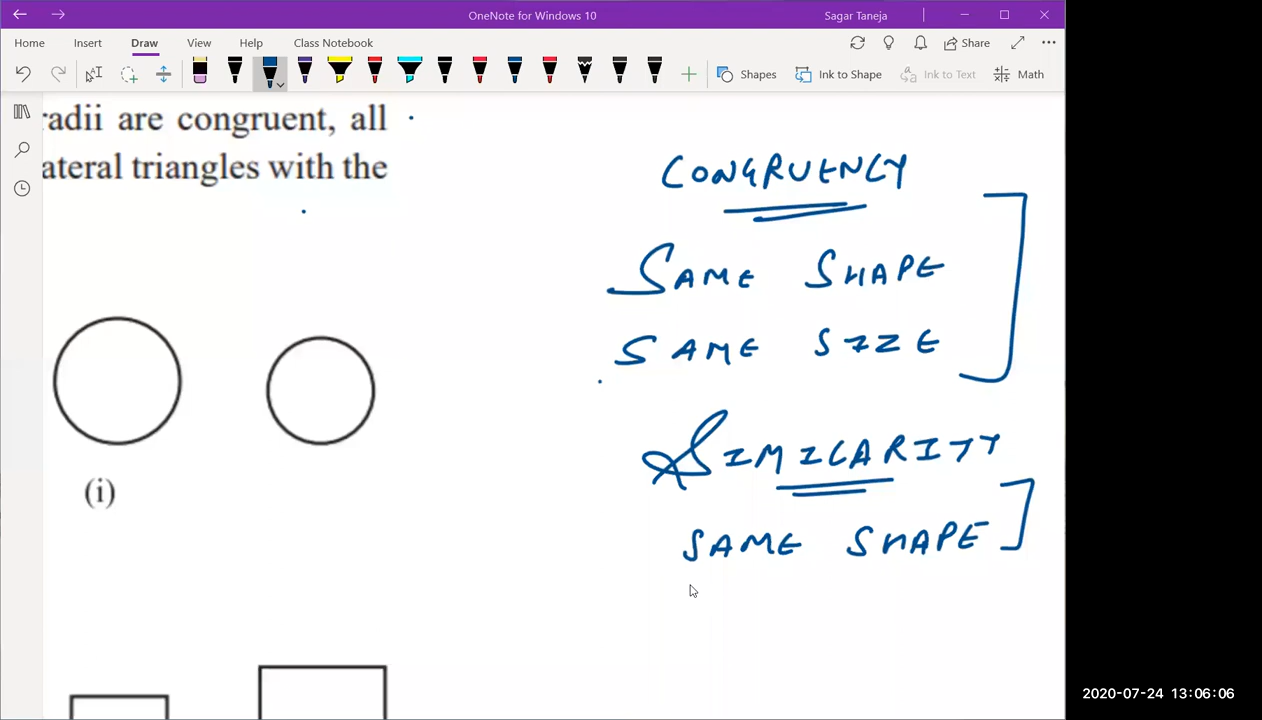 OneNote for Windows 10
Sagar Taneja
Home Insert Draw View Help Class Notebook
Share
Shapes Ink to Shape Ink to Text Math
radii are congruent, all
ateral triangles with the
CONGRUENCY
SAME SHAPE
SAME SIZE
SIMILARITY
SAME SHAPE
(i)
2020-07-24 13:06:06